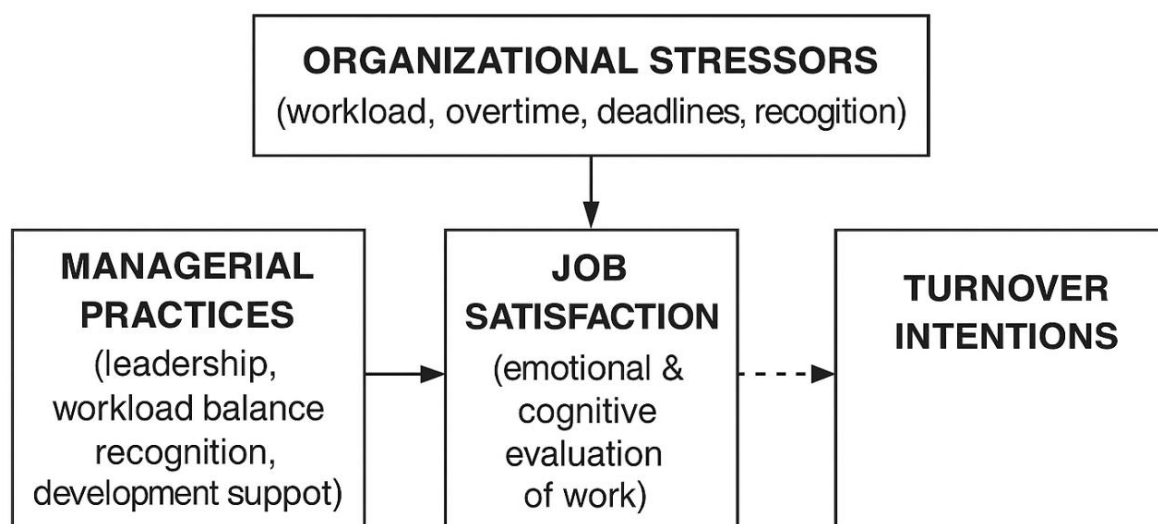 ORGANIZATIONAL STRESSORS
(workload, overtime, deadlines, recogition)
MANAGERIAL
PRACTICES
(leadership,
workload balance
recognition,
development suppot)
JOB
SATISFACTION
(emotional &
cognitive
evaluation
of work)
TURNOVER
INTENTIONS